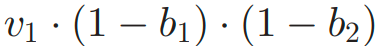 v₁ · (1 − b₁) · (1 − b₂)